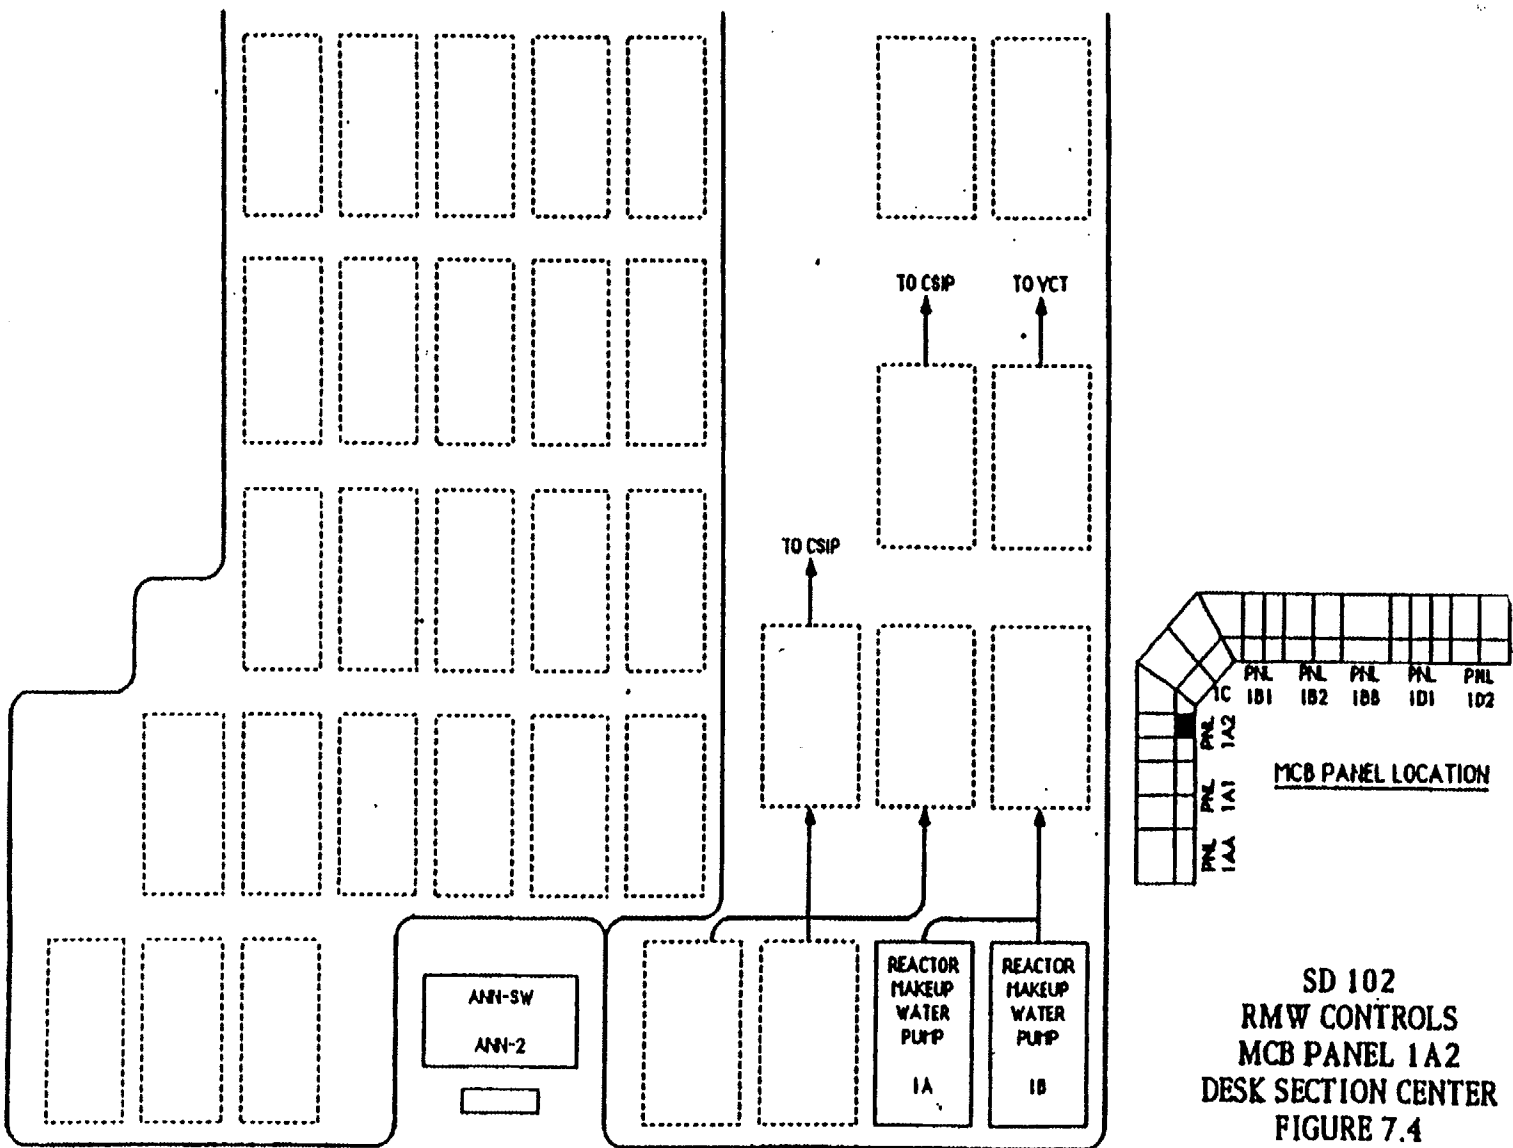 TO CSIP
TO VCT
TO CSIP
REACTOR
MAKEUP
WATER
PUMP
1A
REACTOR
MAKEUP
WATER
PUMP
1B
ANN-SW
ANN-2
1C
PNL
1B1
PNL
1B2
PNL
1BB
PNL
1D1
PNL
1D2
PNL
1A2
PNL
1A1
PNL
1AA
MCB PANEL LOCATION
SD 102
RMW CONTROLS
MCB PANEL 1A2
DESK SECTION CENTER
FIGURE 7.4